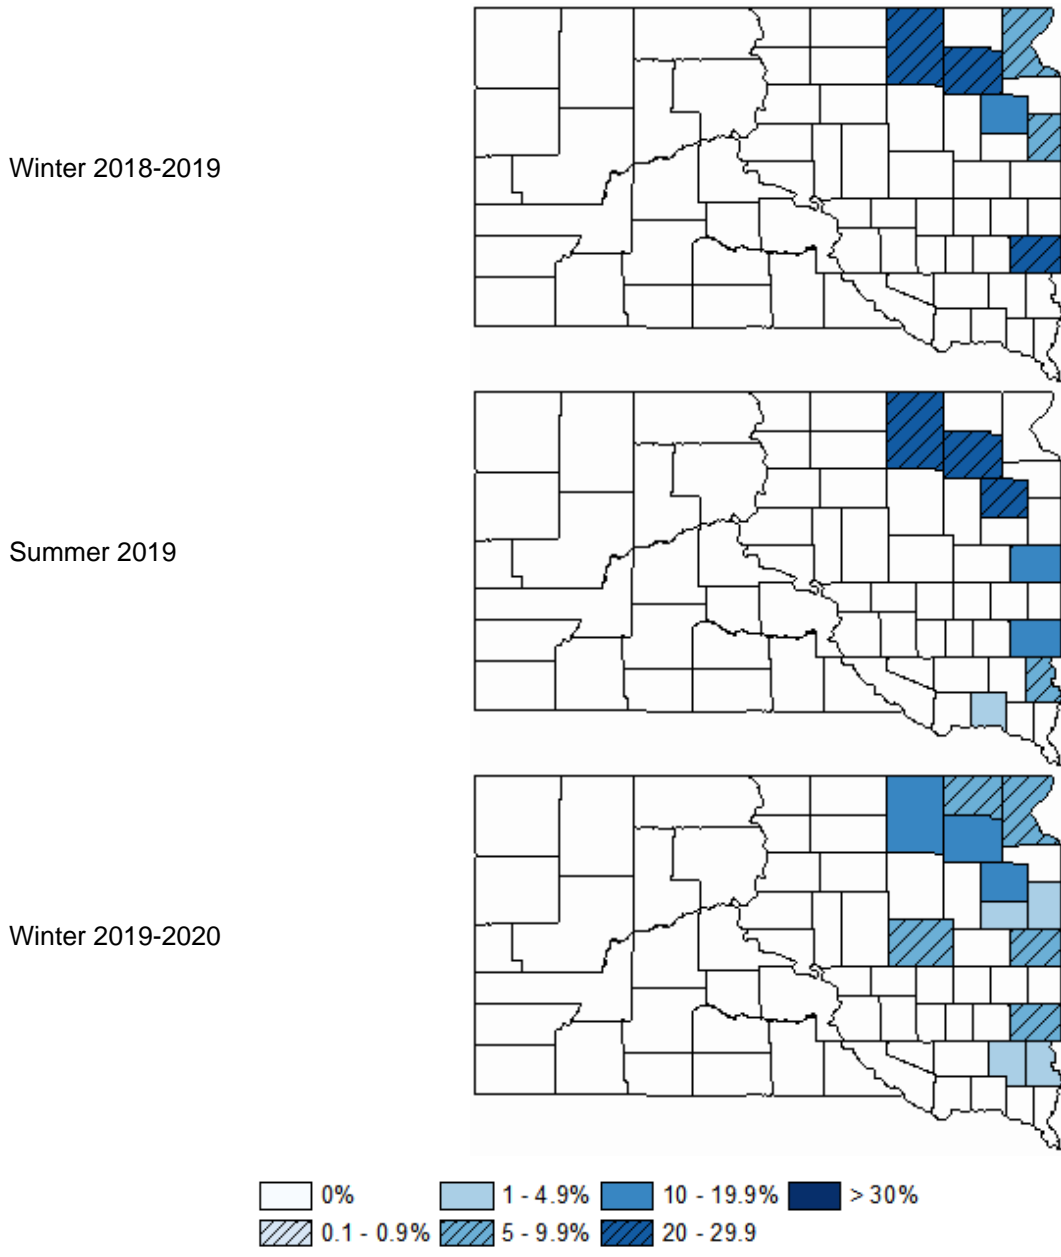 Winter 2018-2019
Summer 2019
Winter 2019-2020
0% 1 - 4.9% 10 - 19.9% > 30%
0.1 - 0.9% 5 - 9.9% 20 - 29.9